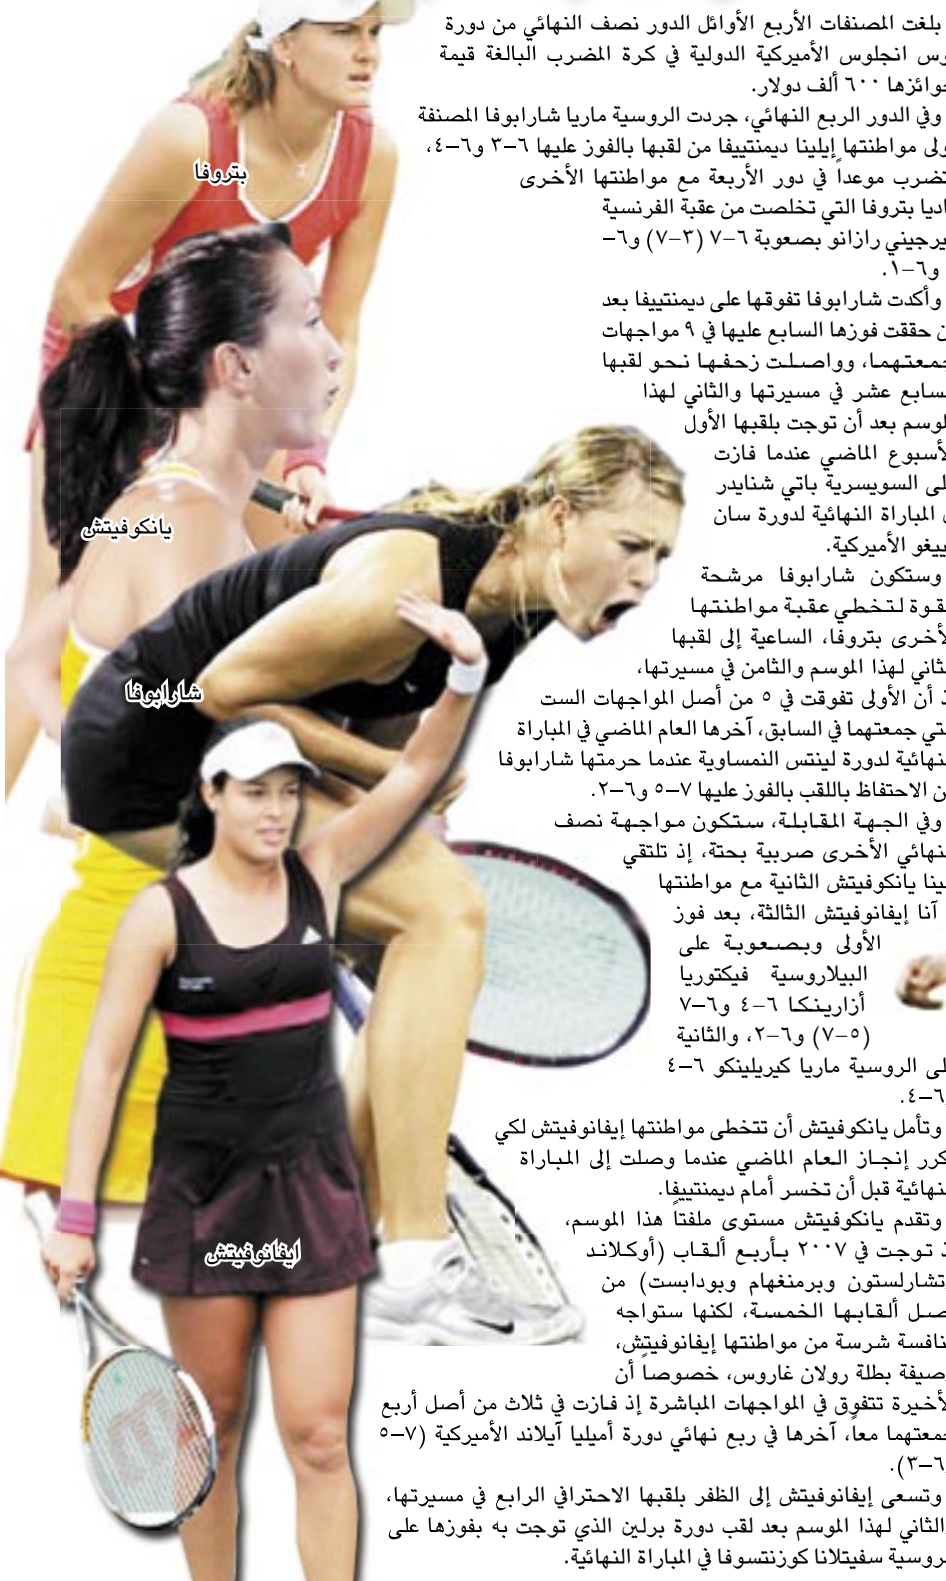 بلغت المصنفات الأربع الأوائل الدور نصف النهائي من دورة
وس انجلوس الأميركية الدولية في كرة المضرب البالغة قيمة
جوائزها ٦٠٠ ألف دولار.
وفي الدور الربع النهائي، جردت الروسية ماريا شارابوفا المصنفة
ولى مواطنتها إيلينا ديمنتييفا من لقبها بالفوز عليها ٦-٣ و٦-٤،
تضرب موعداً في دور الأربعة مع مواطنتها الأخرى
اديا بتروفا التي تخلصت من عقبة الفرنسية
يرجيني رازانو بصعوبة ٦-٧ (٣-٧) و٦-
و٦-١.
وأكدت شارابوفا تفوقها على ديمنتييفا بعد
ن حققت فوزها السابع عليها في ٩ مواجهات
جمعتهما، وواصلت زحفها نحو لقبها
سابع عشر في مسيرتها والثاني لهذا
لوسم بعد أن توجت بلقبها الأول
لأسبوع الماضي عندما فازت
لى السويسرية باتي شنايدر
ي المباراة النهائية لدورة سان
ييغو الأميركية.
وستكون شارابوفا مرشحة
قوة لتخطي عقبة مواطنتها
لأخرى بتروفا، الساعية إلى لقبها
لثاني لهذا الموسم والثامن في مسيرتها،
ذ أن الأولى تفوقت في ٥ من أصل المواجهات الست
تي جمعتهما في السابق، آخرها العام الماضي في المباراة
نهائية لدورة لينتس النمساوية عندما حرمتها شارابوفا
ن الاحتفاظ باللقب بالفوز عليها ٧-٥ و٦-٢.
وفي الجهة المقابلة، ستكون مواجهة نصف
نهائي الأخرى صربية بحتة، إذ تلتقي
لينا يانكوفيتش الثانية مع مواطنتها
آنا إيفانوفيتش الثالثة، بعد فوز
الأولى وبصعوبة على
البيلاروسية فيكتوريا
أزارينكا ٦-٤ و٦-٧
(٥-٧) و٦-٢، والثانية
لى الروسية ماريا كيريلينكو ٦-٤
و٦-٤.
وتأمل يانكوفيتش أن تتخطى مواطنتها إيفانوفيتش لكي
كرر إنجاز العام الماضي عندما وصلت إلى المباراة
نهائية قبل أن تخسر أمام ديمنتييفا.
وتقدم يانكوفيتش مستوى ملفتاً هذا الموسم،
ذ توجت في ٢٠٠٧ بأربع ألقاب (أوكلاند
تشارلستون وبرمنغهام وبودابست) من
صل ألقابها الخمسة، لكنها ستواجه
نافسة شرسة من مواطنتها إيفانوفيتش،
صيفة بطلة رولان غاروس، خصوصاً أن
لأخيرة تتفوق في المواجهات المباشرة إذ فازت في ثلاث من أصل أربع
جمعتهما معاً، آخرها في ربع نهائي دورة أميليا آيلاند الأميركية (٧-٥
و٦-٣).
وتسعى إيفانوفيتش إلى الظفر بلقبها الاحترافي الرابع في مسيرتها،
والثاني لهذا الموسم بعد لقب دورة برلين الذي توجت به بفوزها على
روسية سفيتلانا كوزنتسوفا في المباراة النهائية.
بتروفا
يانكوفيتش
شارابوفا
ايفانوفيتش